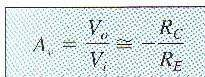 A_v = V_o / V_i ≅ - R_C / R_E